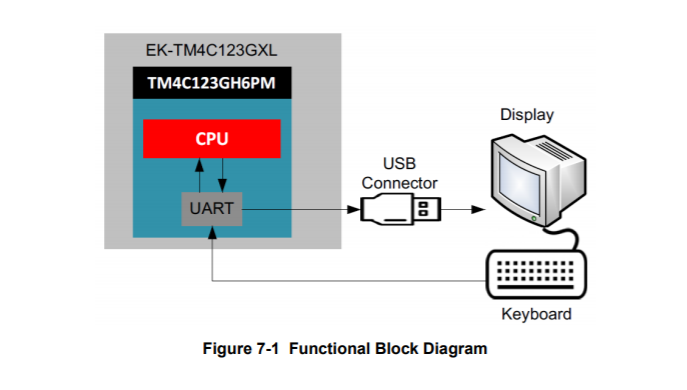 EK-TM4C123GXL
TM4C123GH6PM
CPU
UART
USB
Connector
Display
Keyboard
Figure 7-1 Functional Block Diagram